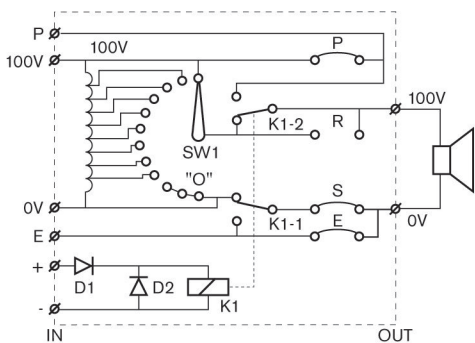 P
100V
100V
P
100V
K1-2
R
SW1
"O"
S
0V
K1-1
E
0V
E
+
D1
D2
K1
-
IN
OUT